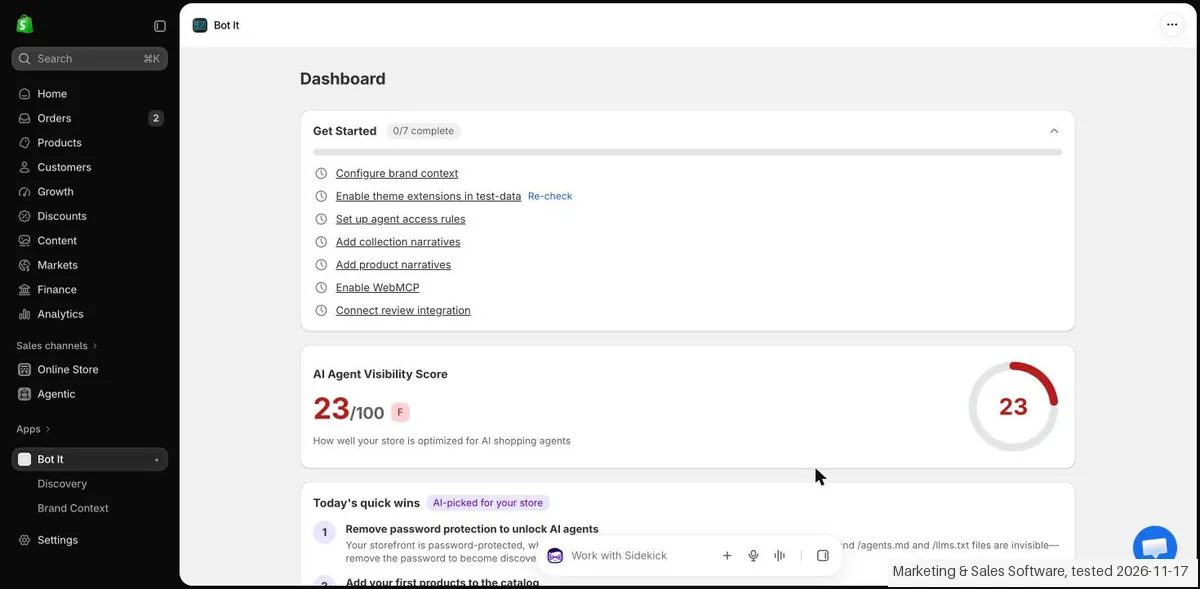 Bot It
Search ⌘K
Home
Orders 2
Products
Customers
Growth
Discounts
Content
Markets
Finance
Analytics
Sales channels
Online Store
Agentic
Apps
Bot It
Discovery
Brand Context
Settings
Dashboard
Get Started 0/7 complete
Configure brand context
Enable theme extensions in test-data Re-check
Set up agent access rules
Add collection narratives
Add product narratives
Enable WebMCP
Connect review integration
AI Agent Visibility Score
23/100 F
23
How well your store is optimized for AI shopping agents
Today's quick wins AI-picked for your store
1 Remove password protection to unlock AI agents
Your storefront is password-protected, and /agents.md and /llms.txt files are invisible—
remove the password to become
2 Add your first products to the catalog
Work with Sidekick
Marketing & Sales Software, tested 2026-11-17